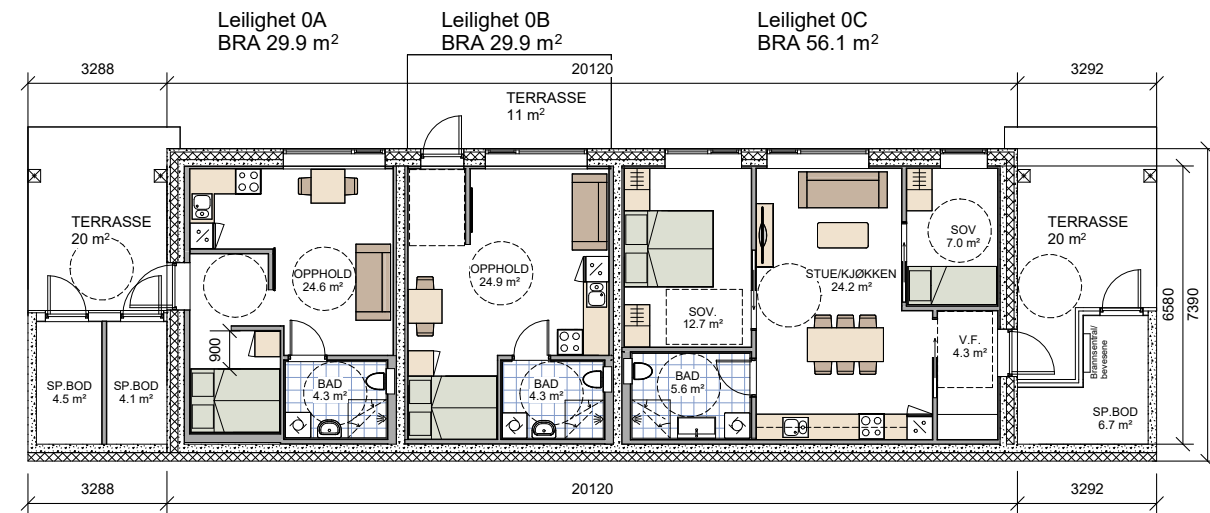 Leilighet 0A
BRA 29.9 m²
Leilighet 0B
BRA 29.9 m²
Leilighet 0C
BRA 56.1 m²
3288
20120
3292
TERRASSE
11 m²
TERRASSE
20 m²
OPPHOLD
24.6 m²
OPPHOLD
24.9 m²
STUE/KJØKKEN
24.2 m²
SOV
7.0 m²
TERRASSE
20 m²
SOV.
12.7 m²
V.F.
4.3 m²
900
SP.BOD
4.5 m²
SP.BOD
4.1 m²
BAD
4.3 m²
BAD
4.3 m²
BAD
5.6 m²
Brannsentral/
bevesene
SP.BOD
6.7 m²
6580
7390
3288
20120
3292